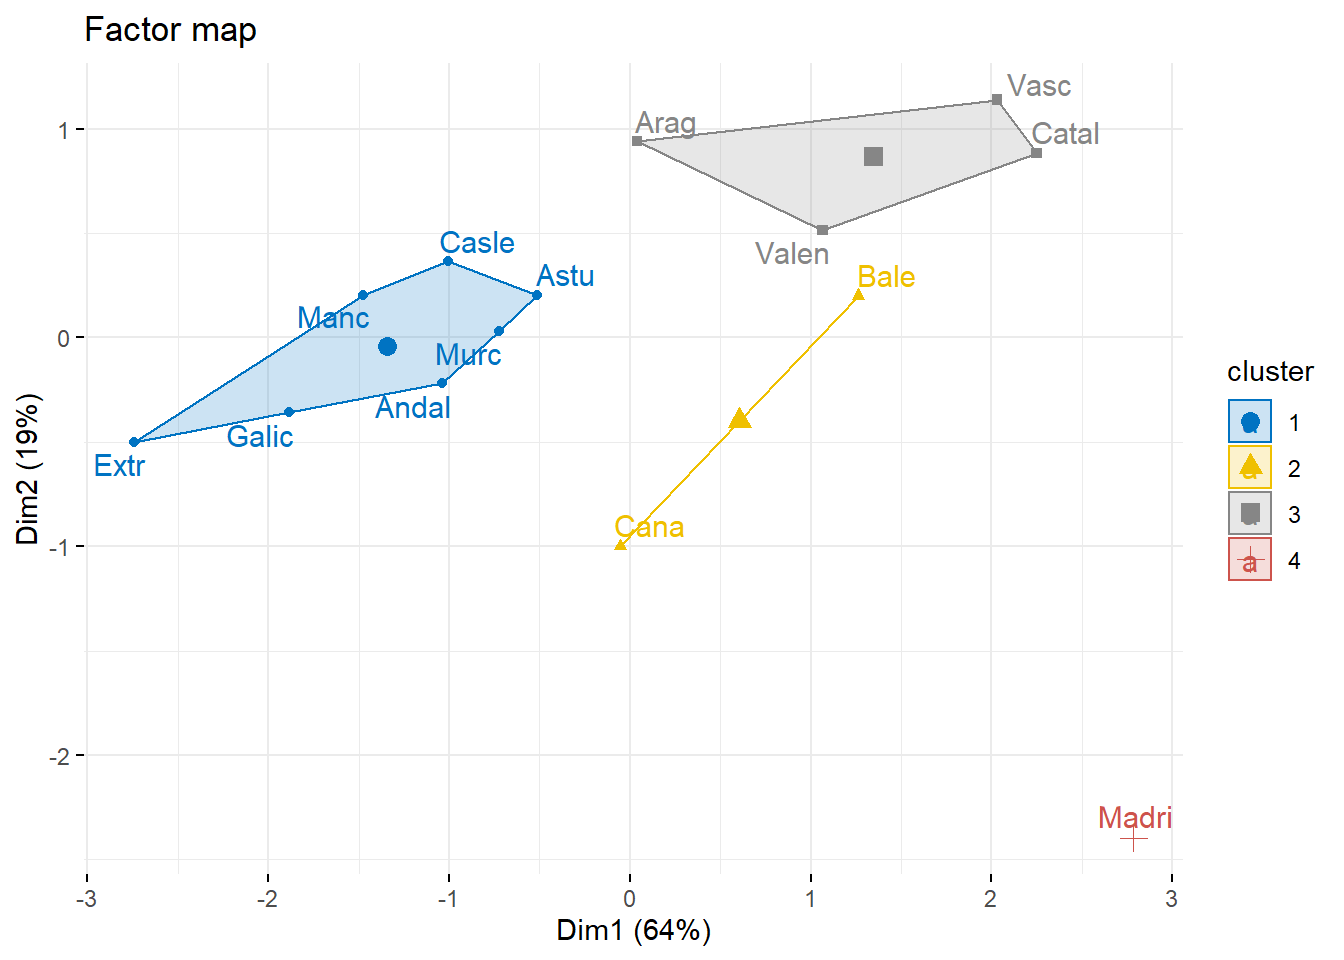 Factor map
Vasc
Arag
Catal
Casle
Valen
Astu
Bale
Manc
Murc
Andal
Galic
Extr
Cana
Madri
1
0
-1
-2
-3
-2
-1
0
1
2
3
Dim1 (64%)
Dim2 (19%)
cluster
a 1
a 2
a 3
a 4